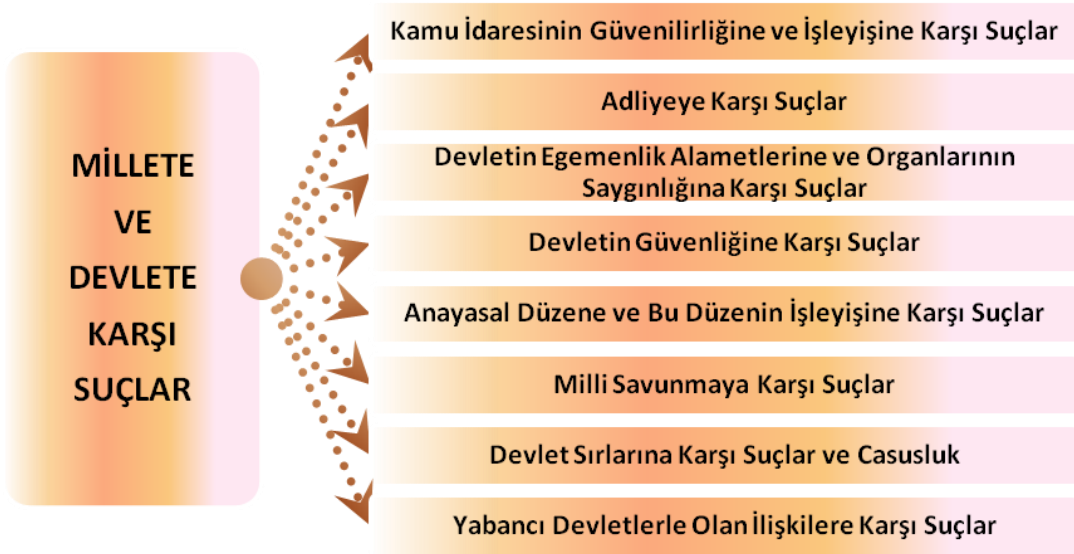 MİLLETE
VE
DEVLETE
KARŞI
SUÇLAR
Kamu İdaresinin Güvenilirliğine ve İşleyişine Karşı Suçlar
Adliyeye Karşı Suçlar
Devletin Egemenlik Alametlerine ve Organlarının
Saygınlığına Karşı Suçlar
Devletin Güvenliğine Karşı Suçlar
Anayasal Düzene ve Bu Düzenin İşleyişine Karşı Suçlar
Milli Savunmaya Karşı Suçlar
Devlet Sırlarına Karşı Suçlar ve Casusluk
Yabancı Devletlerle Olan İlişkilere Karşı Suçlar